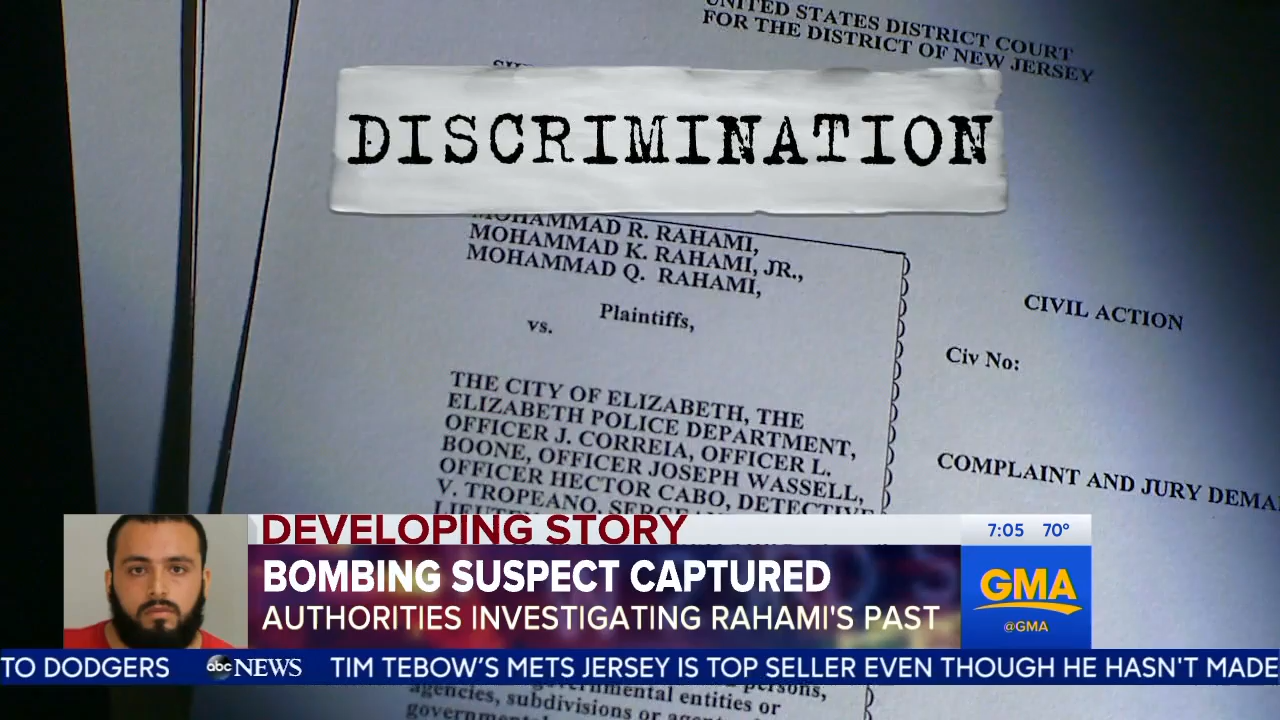 UNITED STATES DISTRICT COURT
FOR THE DISTRICT OF NEW JERSEY
DISCRIMINATION
MOHAMMAD R. RAHAMI,
MOHAMMAD K. RAHAMI, JR.,
MOHAMMAD Q. RAHAMI,
Plaintiffs,
vs.
CIVIL ACTION
Civ No:
THE CITY OF ELIZABETH, THE
ELIZABETH POLICE DEPARTMENT,
OFFICER J. CORREIA, OFFICER L.
BOONE, OFFICER JOSEPH WASSELL,
OFFICER HECTOR CABO, DETECTIVE
V. TROPEANO,
COMPLAINT AND JURY DEMA
DEVELOPING STORY
7:05 70°
BOMBING SUSPECT CAPTURED
AUTHORITIES INVESTIGATING RAHAMI'S PAST
GMA
@GMA
TO DODGERS abc NEWS TIM TEBOW'S METS JERSEY IS TOP SELLER EVEN THOUGH HE HASN'T MADE
persons,
agencies, subdivisions or